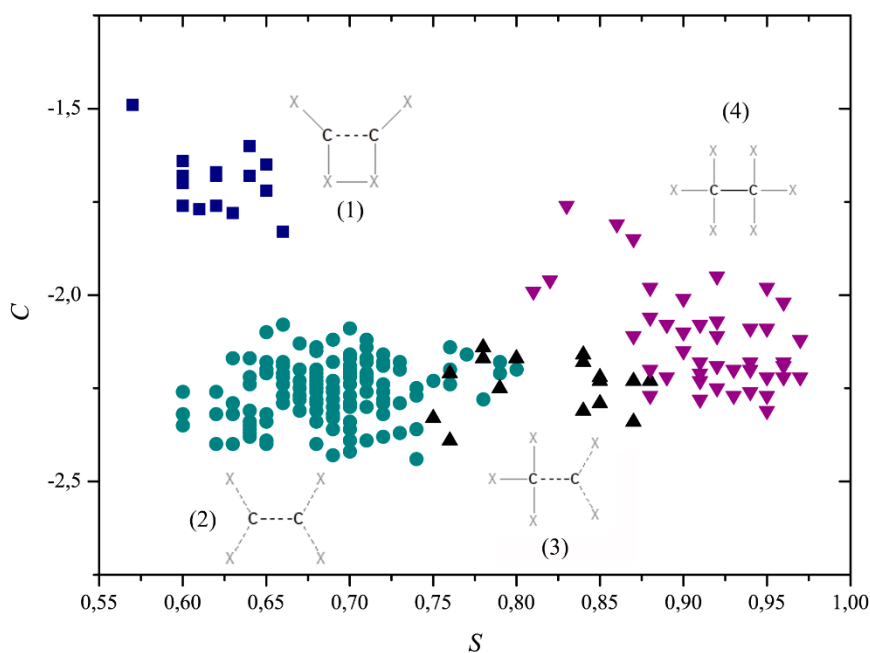 C
-1,5
-2,0
-2,5
X X
C C
X X
(1)
(4)
X X
X C C X
X X
(2)
X X
C C
X X
X X
X C C
X X
(3)
0,55 0,60 0,65 0,70 0,75 0,80 0,85 0,90 0,95 1,00
S